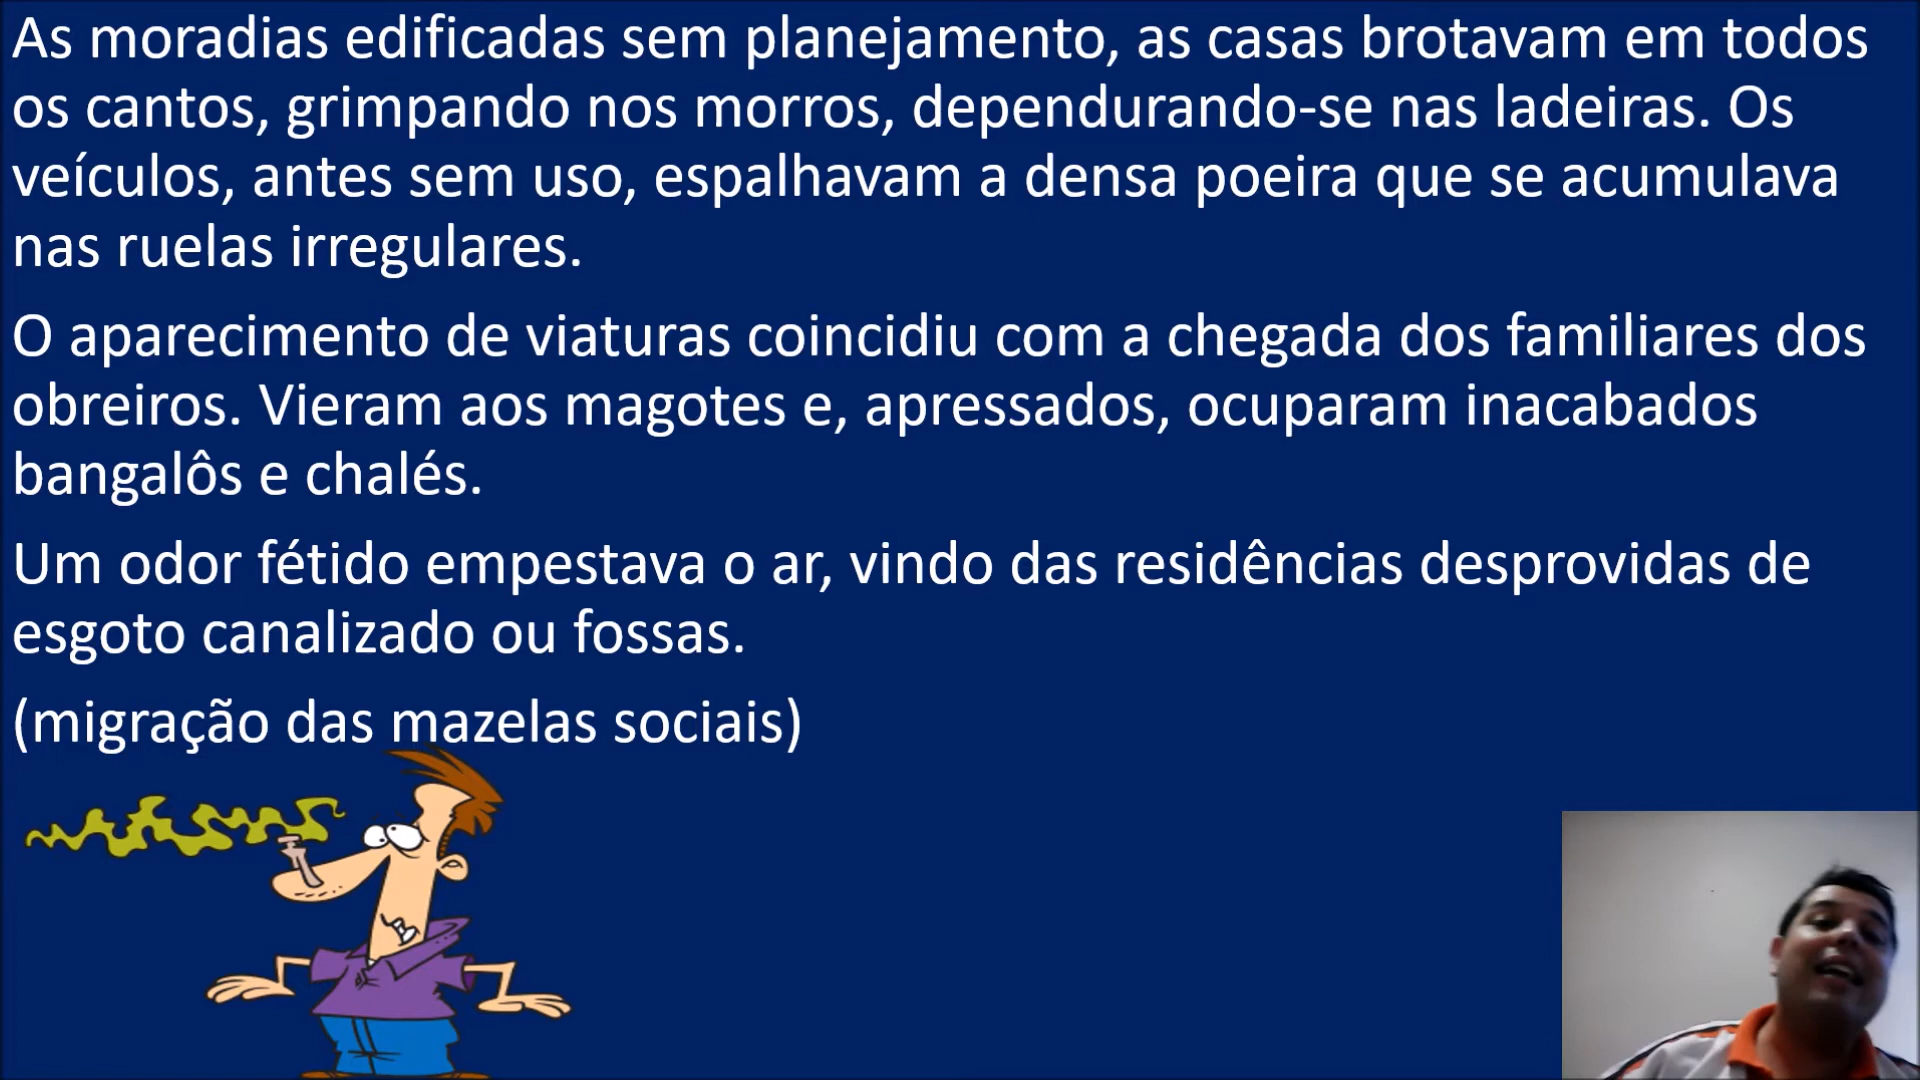 As moradias edificadas sem planejamento, as casas brotavam em todos
os cantos, grimpando nos morros, dependurando-se nas ladeiras. Os
veículos, antes sem uso, espalhavam a densa poeira que se acumulava
nas ruelas irregulares.
O aparecimento de viaturas coincidiu com a chegada dos familiares dos
obreiros. Vieram aos magotes e, apressados, ocuparam inacabados
bangalôs e chalés.
Um odor fétido empestava o ar, vindo das residências desprovidas de
esgoto canalizado ou fossas.
(migração das mazelas sociais)